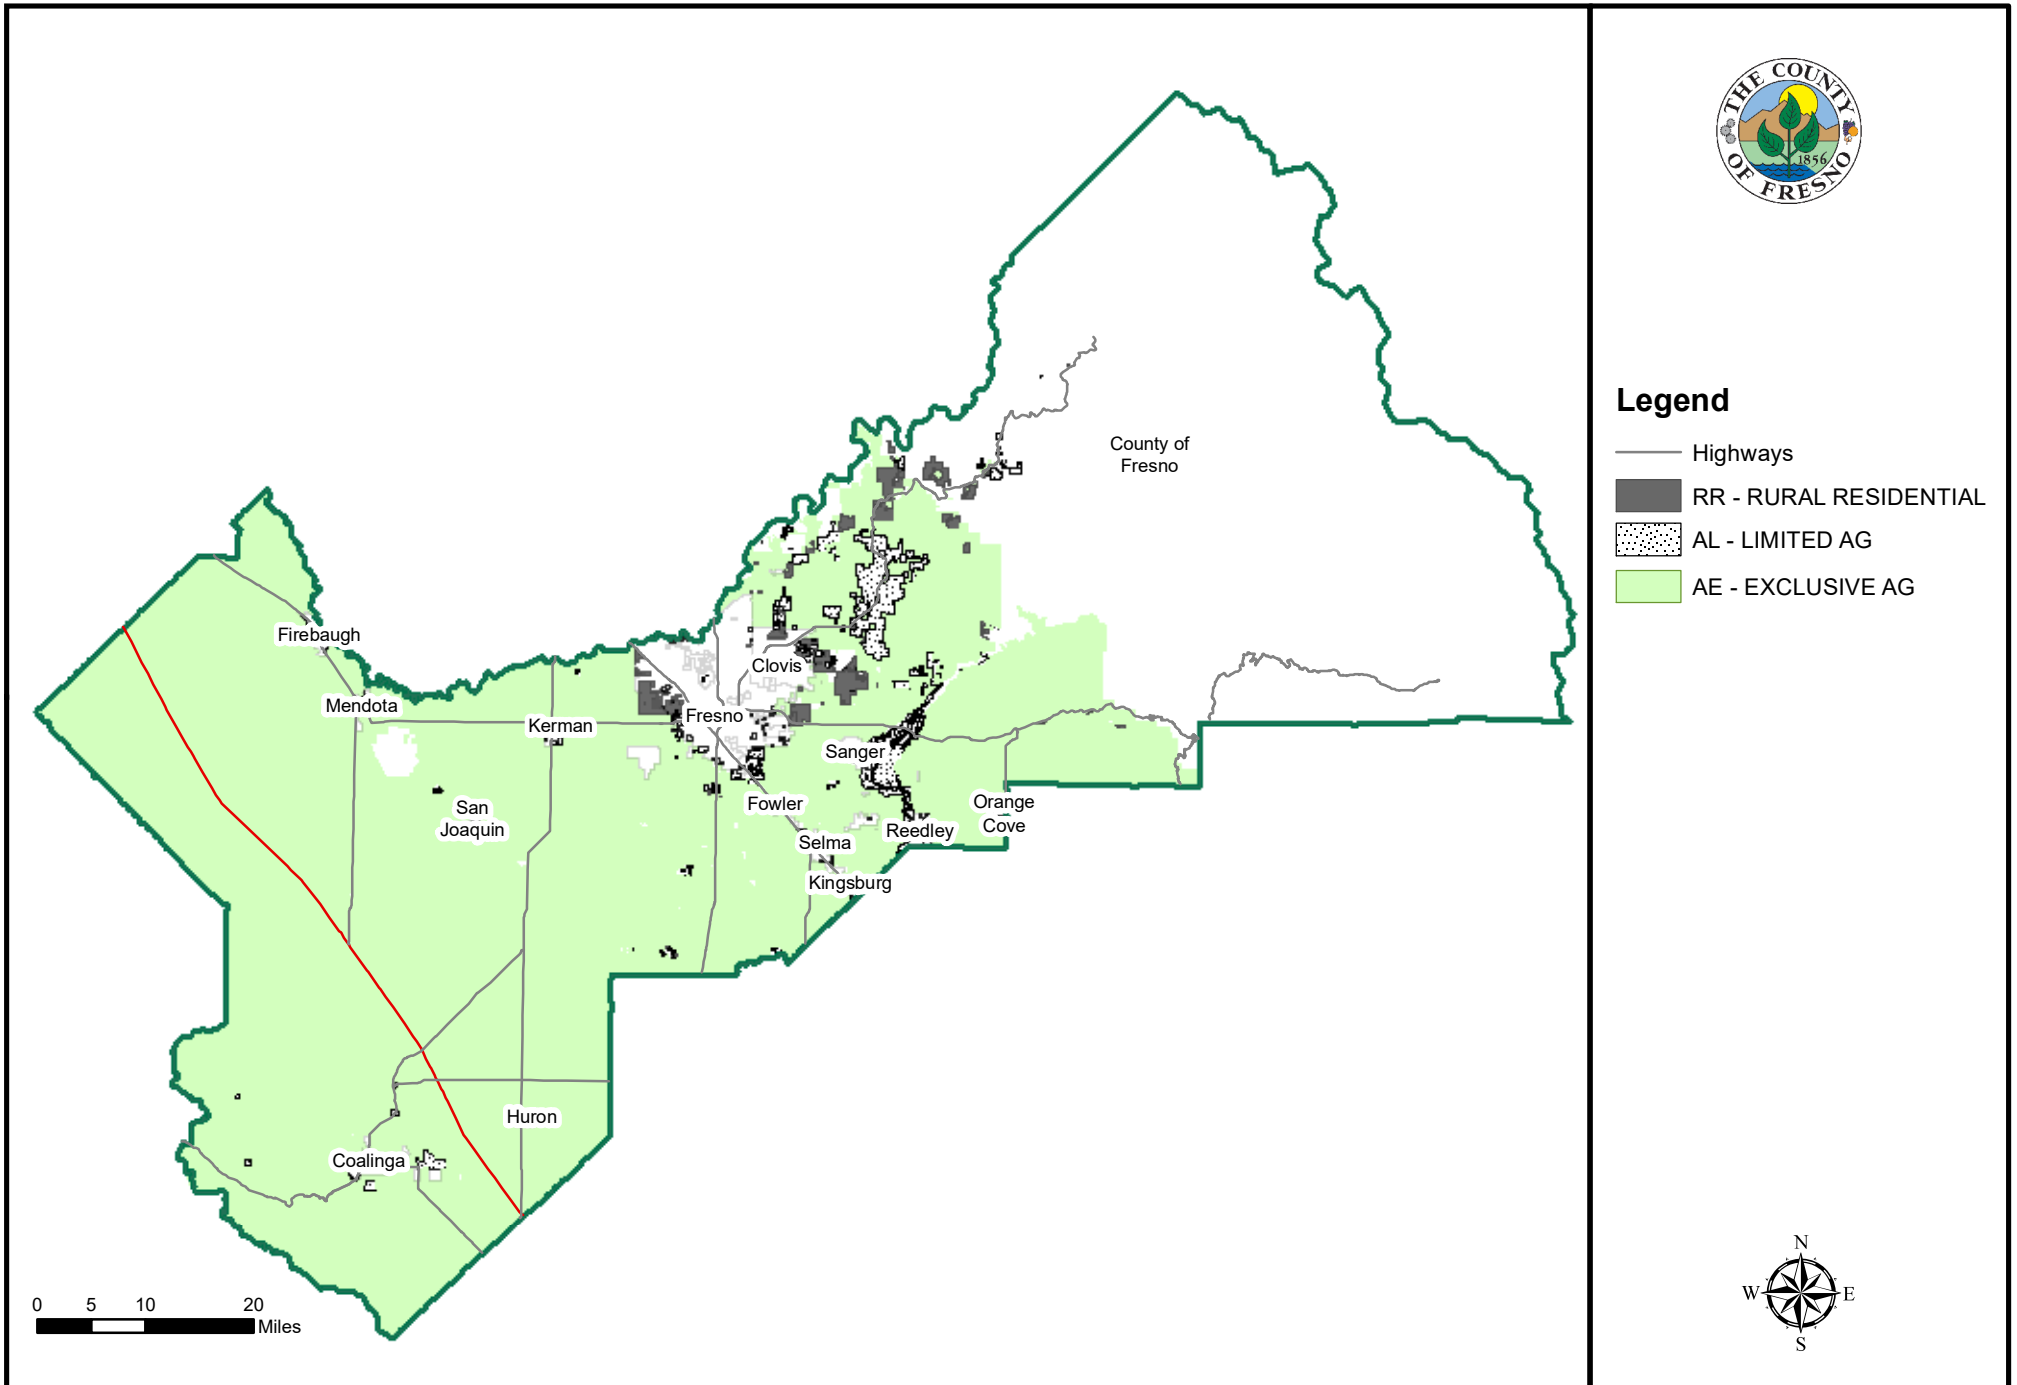 THE COUNTY
OF FRESNO
1856
Legend
Highways
RR - RURAL RESIDENTIAL
AL - LIMITED AG
AE - EXCLUSIVE AG
County of
Fresno
Firebaugh
Mendota
Kerman
Clovis
Fresno
Sanger
San
Joaquin
Fowler
Orange
Cove
Selma
Reedley
Kingsburg
Huron
Coalinga
0 5 10 20
Miles
N
W E
S